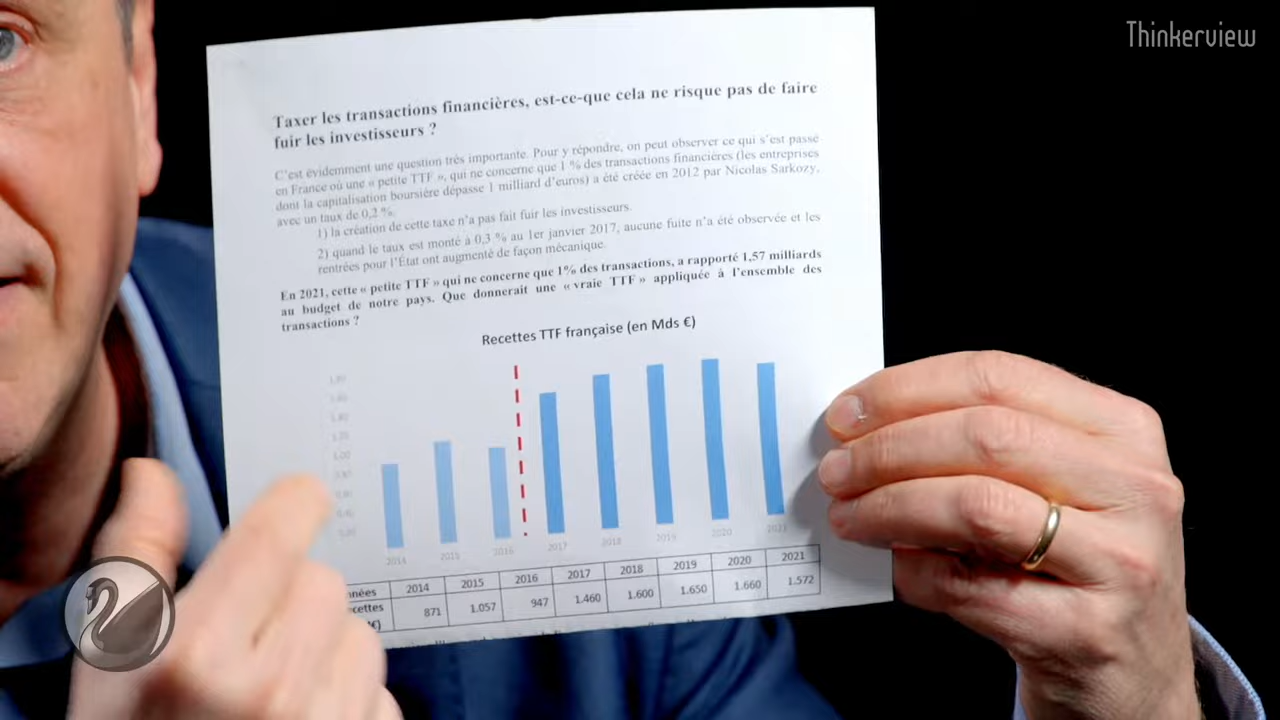 Thinkerview
Taxer les transactions financières, est-ce-que cela ne risque pas de faire
fuir les investisseurs ?
C'est évidemment une question très importante. Pour y répondre, on peut observer ce qui s'est passé
en France où une « petite TTF », qui ne concerne que 1 % des transactions financières (les entreprises
dont la capitalisation boursière dépasse 1 milliard d'euros) a été créée en 2012 par Nicolas Sarkozy,
avec un taux de 0,2 %.
1) la création de cette taxe n'a pas fait fuir les investisseurs.
2) quand le taux est monté à 0,3 % au 1er janvier 2017, aucune fuite n'a été observée et les
rentrées pour l'État ont augmenté de façon mécanique.
En 2021, cette « petite TTF » qui ne concerne que 1% des transactions, a rapporté 1,57 milliards
au budget de notre pays. Que donnerait une « vraie TTF » appliquée à l'ensemble des
transactions ?
Recettes TTF française (en Mds €)
2014 2015 2016 2017 2018 2019 2020 2021
nnées 2014 2015 2016 2017 2018 2019 2020 2021
cettes 871 1.057 947 1.460 1.600 1.650 1.660 1.572
€)